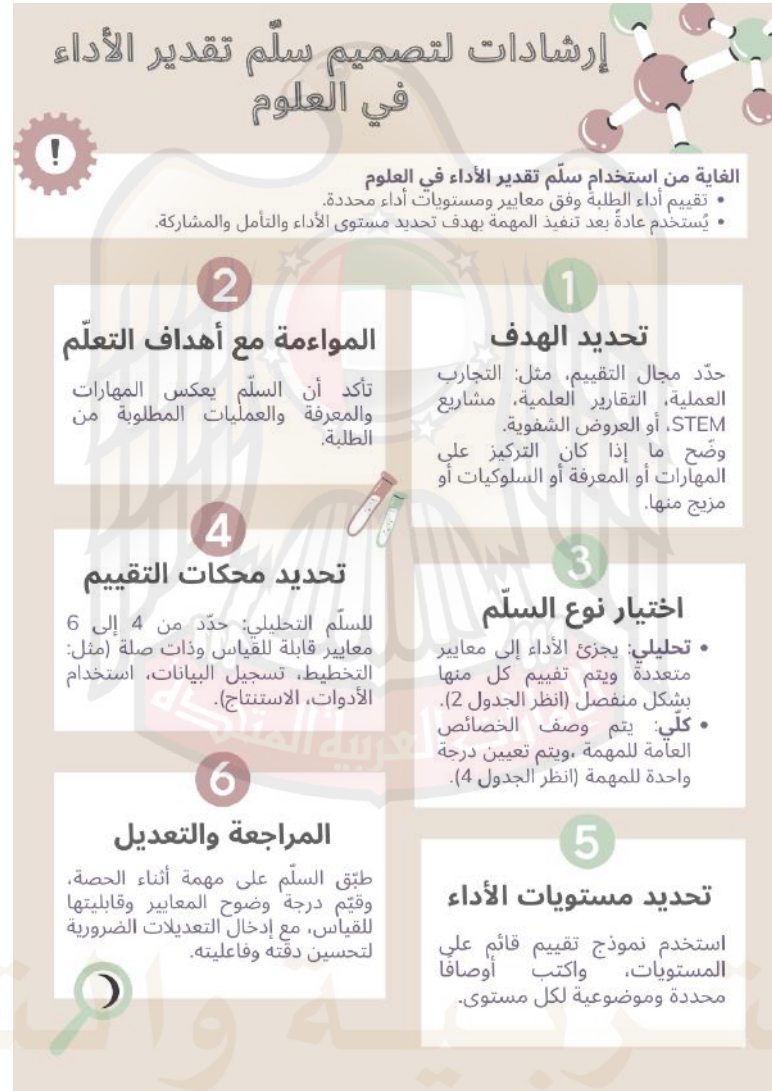 إرشادات لتصميم سلّم تقدير الأداء
في العلوم
!
الغاية من استخدام سلّم تقدير الأداء في العلوم
• تقييم أداء الطلبة وفق معايير ومستويات أداء محددة.
• يُستخدم عادةً بعد تنفيذ المهمة بهدف تحديد مستوى الأداء والتأمل والمشاركة.
1
تحديد الهدف
حدّد مجال التقييم، مثل: التجارب
العملية، التقارير العلمية، مشاريع
STEM، أو العروض الشفوية.
وضّح ما إذا كان التركيز على
المهارات أو المعرفة أو السلوكيات أو
مزيج منها.
2
المواءمة مع أهداف التعلّم
تأكد أن السلّم يعكس المهارات
والمعرفة والعمليات المطلوبة من
الطلبة.
3
اختيار نوع السلّم
• تحليلي: يجزئ الأداء إلى معايير
متعددة ويتم تقييم كل منها
بشكل منفصل (انظر الجدول 2).
• كلّي: يتم وصف الخصائص
العامة للمهمة ،ويتم تعيين درجة
واحدة للمهمة (انظر الجدول 4).
4
تحديد محكات التقييم
للسلّم التحليلي: حدّد من 4 إلى 6
معايير قابلة للقياس وذات صلة (مثل:
التخطيط، تسجيل البيانات، استخدام
الأدوات، الاستنتاج).
5
تحديد مستويات الأداء
استخدم نموذج تقييم قائم على
المستويات، واكتب أوصافًا
محددة وموضوعية لكل مستوى.
6
المراجعة والتعديل
طبّق السلّم على مهمة أثناء الحصة،
وقيّم درجة وضوح المعايير وقابليتها
للقياس، مع إدخال التعديلات الضرورية
لتحسين دقته وفاعليته.
الإمارات العربية المتحدة